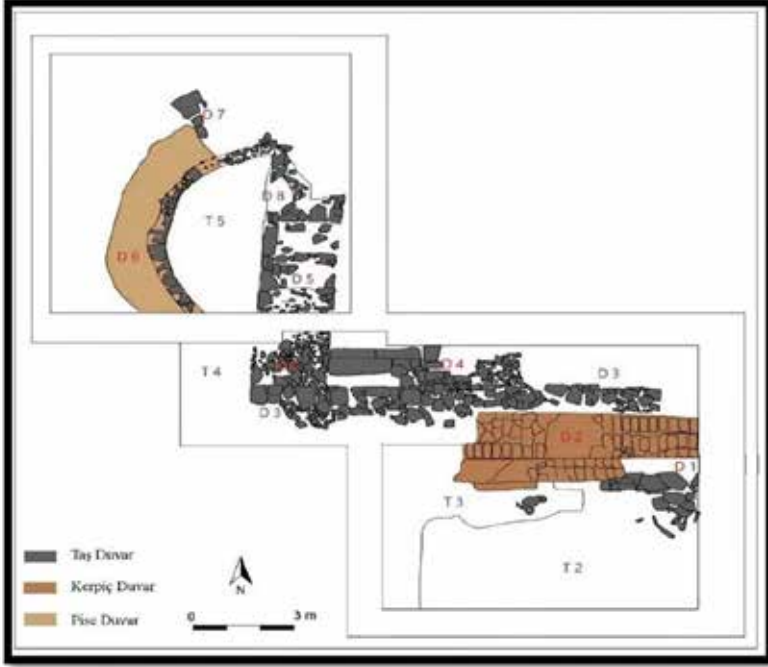 D 7
D 8
T 5
D 6
D 5
T 4
D 4
D 3
D 3
D 2
D 1
T 3
T 2
Taş Duvar
Kerpiç Duvar
Pise Duvar
N
0
3 m